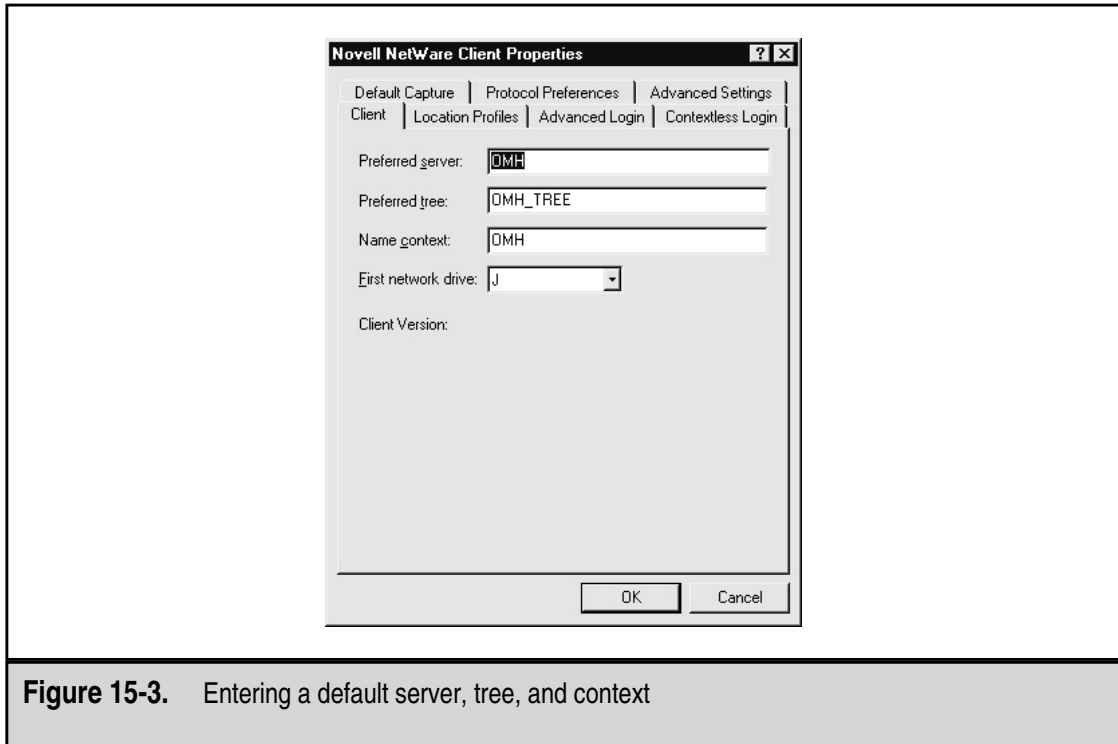 Novell NetWare Client Properties
Default Capture Protocol Preferences Advanced Settings
Client Location Profiles Advanced Login Contextless Login
Preferred server: OMH
Preferred tree: OMH_TREE
Name context: OMH
First network drive: J
Client Version:
OK Cancel
Figure 15-3. Entering a default server, tree, and context